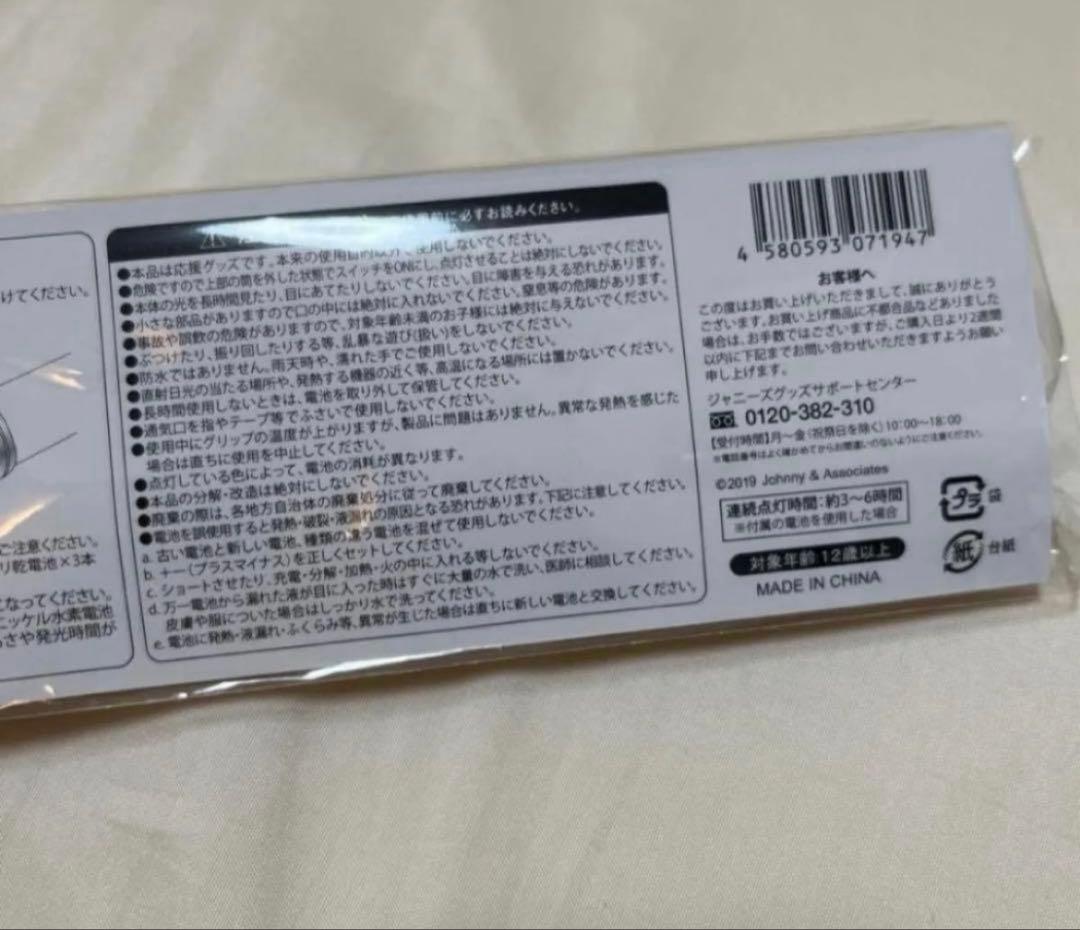 けてください。
ご注意ください。
リ乾電池×3本
なってください。
ニッケル水素電池
るさや発光時間が
前に必ずお読みください。
●本品は応援グッズです。本来の使用目的以外で使用しないでください。
●危険ですので上部の筒を外した状態でスイッチをONにし、点灯させることは絶対にしないでください。
●本体の光を長時間見たり、目にあてたりしないでください。目に障害を与える恐れがあります。
●小さな部品がありますので口の中には絶対に入れないでください。窒息等の危険があります。
●事故や誤飲の危険がありますので、対象年齢未満のお子様には絶対に与えないでください。
●ぶつけたり、振り回したりする等、乱暴な遊び(扱い)をしないでください。
●防水ではありません。雨天時や、濡れた手でご使用しないでください。
●直射日光の当たる場所や、発熱する機器の近く等、高温になる場所には置かないでください。
●長時間使用しないときは、電池を取り外して保管してください。
●通気口を指やテープ等でふさいで使用しないでください。
●使用中にグリップの温度が上がりますが、製品に問題はありません。異常な発熱を感じた
場合は直ちに使用を中止してください。
●点灯している色によって、電池の消耗が異なります。
●本品の分解・改造は絶対にしないでください。
●廃棄の際は、各地方自治体の廃棄処分に従って廃棄してください。
●電池を誤使用すると発熱・破裂・液漏れの原因となる恐れがあります。下記に注意してください。
a. 古い電池と新しい電池、種類の違う電池を混ぜて使用しないでください。
b. +−(プラスマイナス)を正しくセットしてください。
c. ショートさせたり、充電・分解・加熱・火の中に入れる等しないでください。
d. 万一電池から漏れた液が目に入った時はすぐに大量の水で洗い、医師に相談してください。
皮膚や服についた場合はしっかり水で洗ってください。
e. 電池に発熱・液漏れ・ふくらみ等、異常が生じた場合は直ちに新しい電池と交換してください。
4 580593 071947
お客様へ
この度はお買い上げいただきまして、誠にありがとう
ございます。お買い上げ商品に不都合品などありました
場合は、お手数ではございますが、ご購入日より2週間
以内に下記までお問い合わせいただきますようお願い
申し上げます。
ジャニーズグッズサポートセンター
0120-382-310
【受付時間】月〜金(祝祭日を除く)10:00〜18:00
※電話番号はよく確かめてからお間違いのないようにご注意ください。
©2019 Johnny & Associates
連続点灯時間:約3〜6時間
※付属の電池を使用した場合
対象年齢 12歳以上
MADE IN CHINA
プラ 袋
紙 台紙